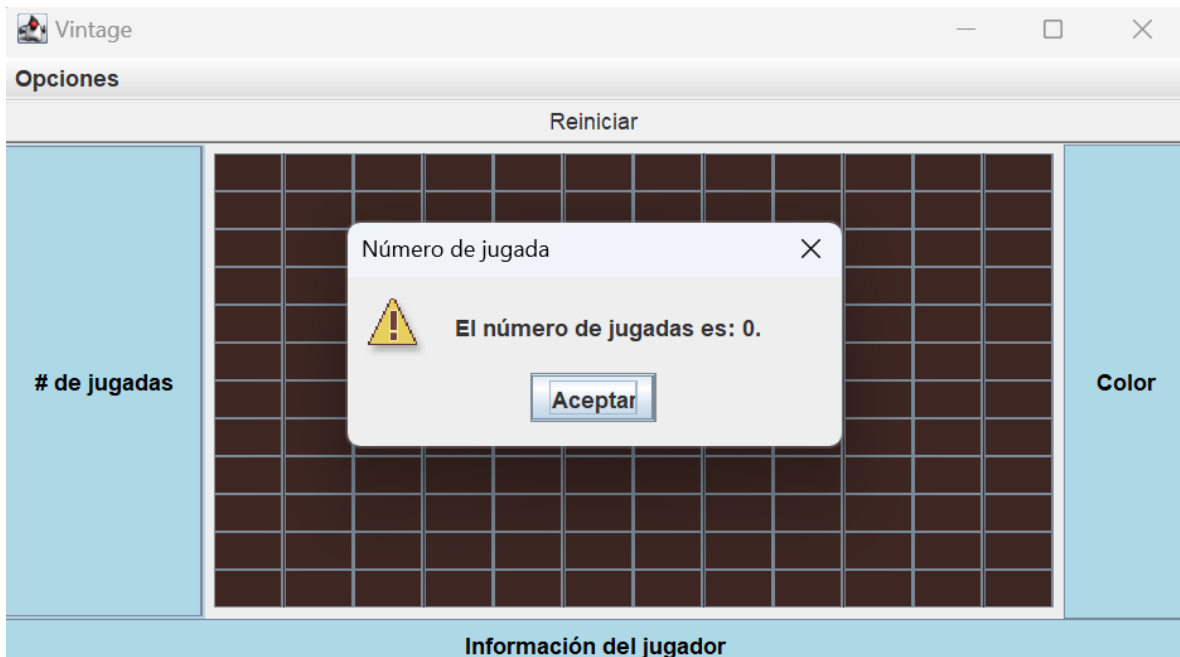 Vintage
Opciones
Reiniciar
Número de jugada
El número de jugadas es: 0.
Aceptar
# de jugadas
Color
Información del jugador